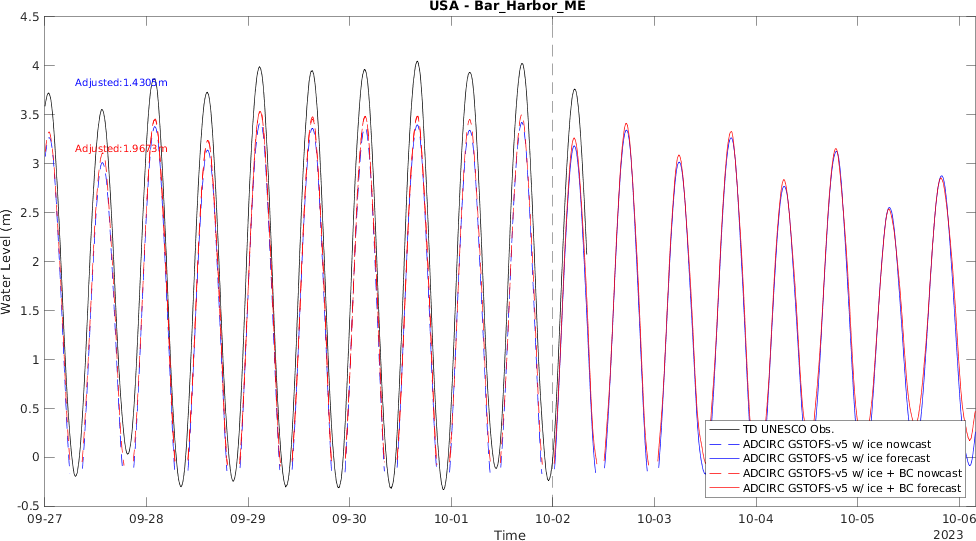 USA - Bar_Harbor_ME
4.5
4
3.5
3
2.5
2
1.5
1
0.5
0
-0.5
Water Level (m)
Adjusted:1.4305m
Adjusted:1.9673m
TD UNESCO Obs.
ADCIRC GSTOFS-v5 w/ ice nowcast
ADCIRC GSTOFS-v5 w/ ice forecast
ADCIRC GSTOFS-v5 w/ ice + BC nowcast
ADCIRC GSTOFS-v5 w/ ice + BC forecast
09-27 09-28 09-29 09-30 10-01 10-02 10-03 10-04 10-05 10-06
Time
2023